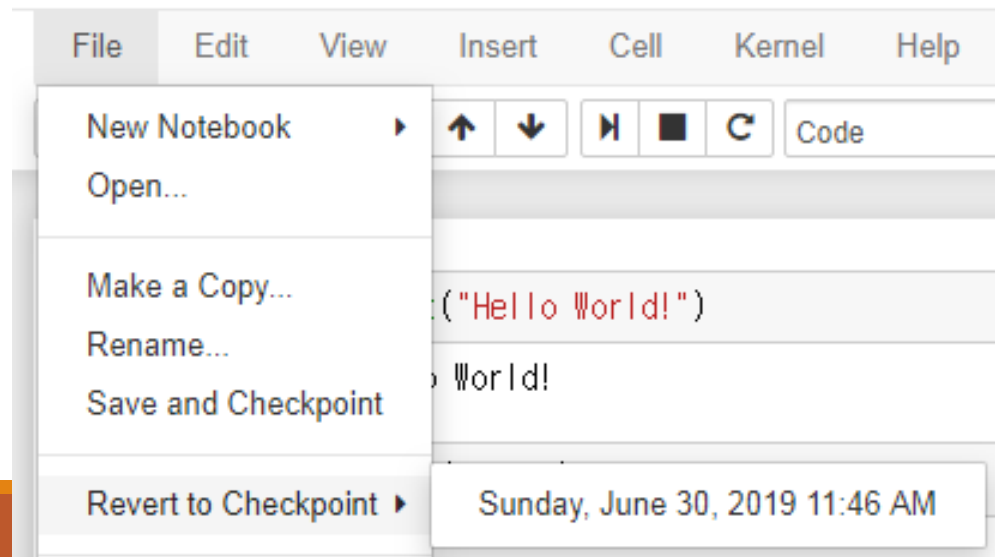 File Edit View Insert Cell Kernel Help
New Notebook
Code
Open...
Make a Copy...
("Hello World!")
Rename...
World!
Save and Checkpoint
Revert to Checkpoint
Sunday, June 30, 2019 11:46 AM